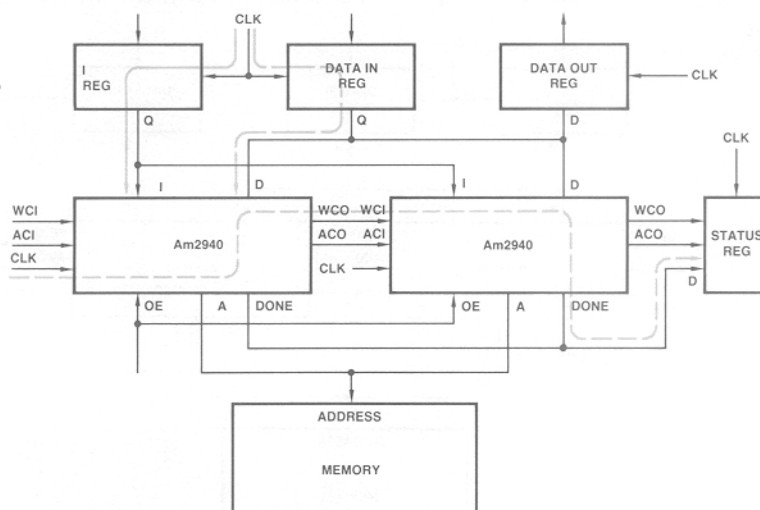 CLK
I
REG
DATA IN
REG
DATA OUT
REG
CLK
Q
Q
D
CLK
I
D
I
D
WCI
ACI
CLK
Am2940
WCO
ACO
WCI
ACI
CLK
Am2940
WCO
ACO
STATUS
REG
D
OE
A
DONE
OE
A
DONE
ADDRESS
MEMORY